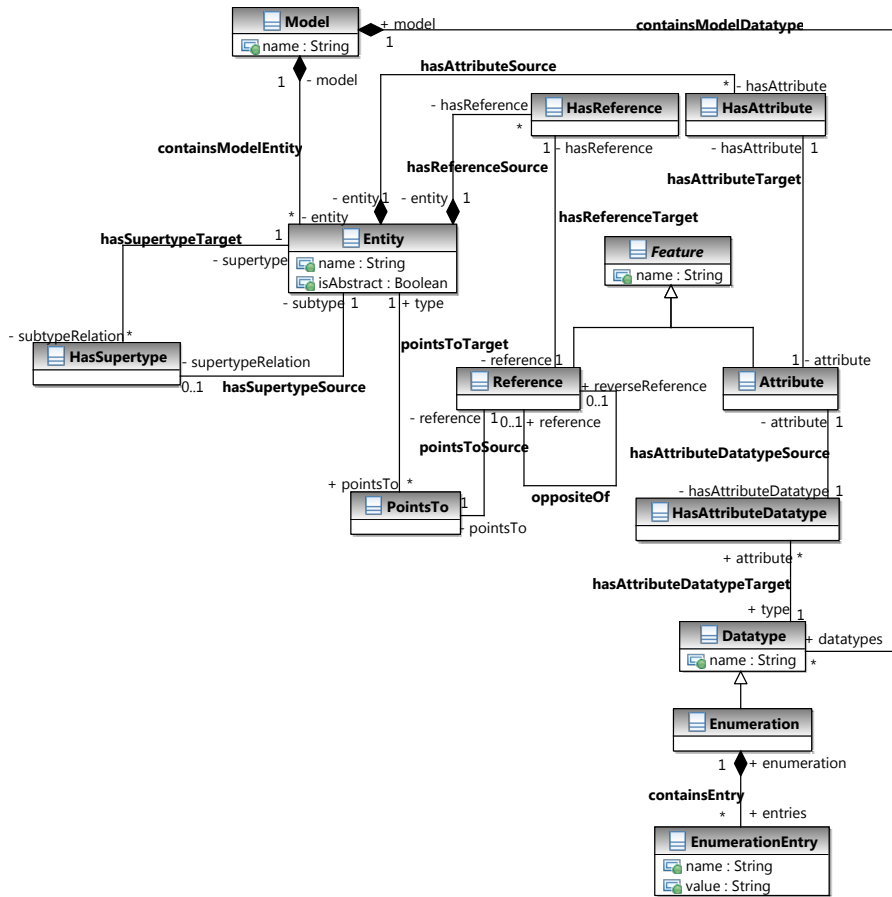 Model
+ model
containsModelDatatype
name : String
1
1
- model
hasAttributeSource
* - hasAttribute
- hasReference
HasReference
HasAttribute
*
containsModelEntity
1 - hasReference
- hasAttribute 1
hasReferenceSource
hasAttributeTarget
- entity 1
- entity 1
hasReferenceTarget
* - entity
hasSupertypeTarget
1
Entity
Feature
- supertype
name : String
name : String
isAbstract : Boolean
- subtype 1
1 + type
- subtypeRelation *
pointsToTarget
HasSupertype
- supertypeRelation
- reference 1
1 - attribute
0..1
hasSupertypeSource
Reference
+ reverseReference
Attribute
0..1
- reference 1
0..1 + reference
- attribute 1
pointsToSource
hasAttributeDatatypeSource
+ pointsTo *
oppositeOf
- hasAttributeDatatype 1
PointsTo
1
HasAttributeDatatype
- pointsTo
+ attribute *
hasAttributeDatatypeTarget
+ type 1
Datatype
+ datatypes
name : String
*
Enumeration
1 + enumeration
containsEntry
* + entries
EnumerationEntry
name : String
value : String